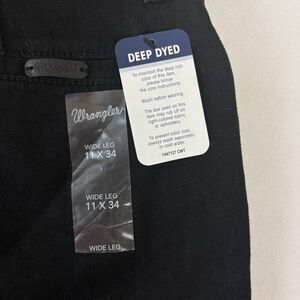 DEEP DYED
To maintain the deep rich
color of this item,
please follow
the care instructions.
Wash before wearing.
The dye used on this
item may rub off on
light-colored fabric
or upholstery.
To prevent color loss,
always wash separately
in cold water.
7667137 CWT
Wrangler
WIDE LEG
11 X 34
WIDE LEG
11 X 34
WIDE LEG